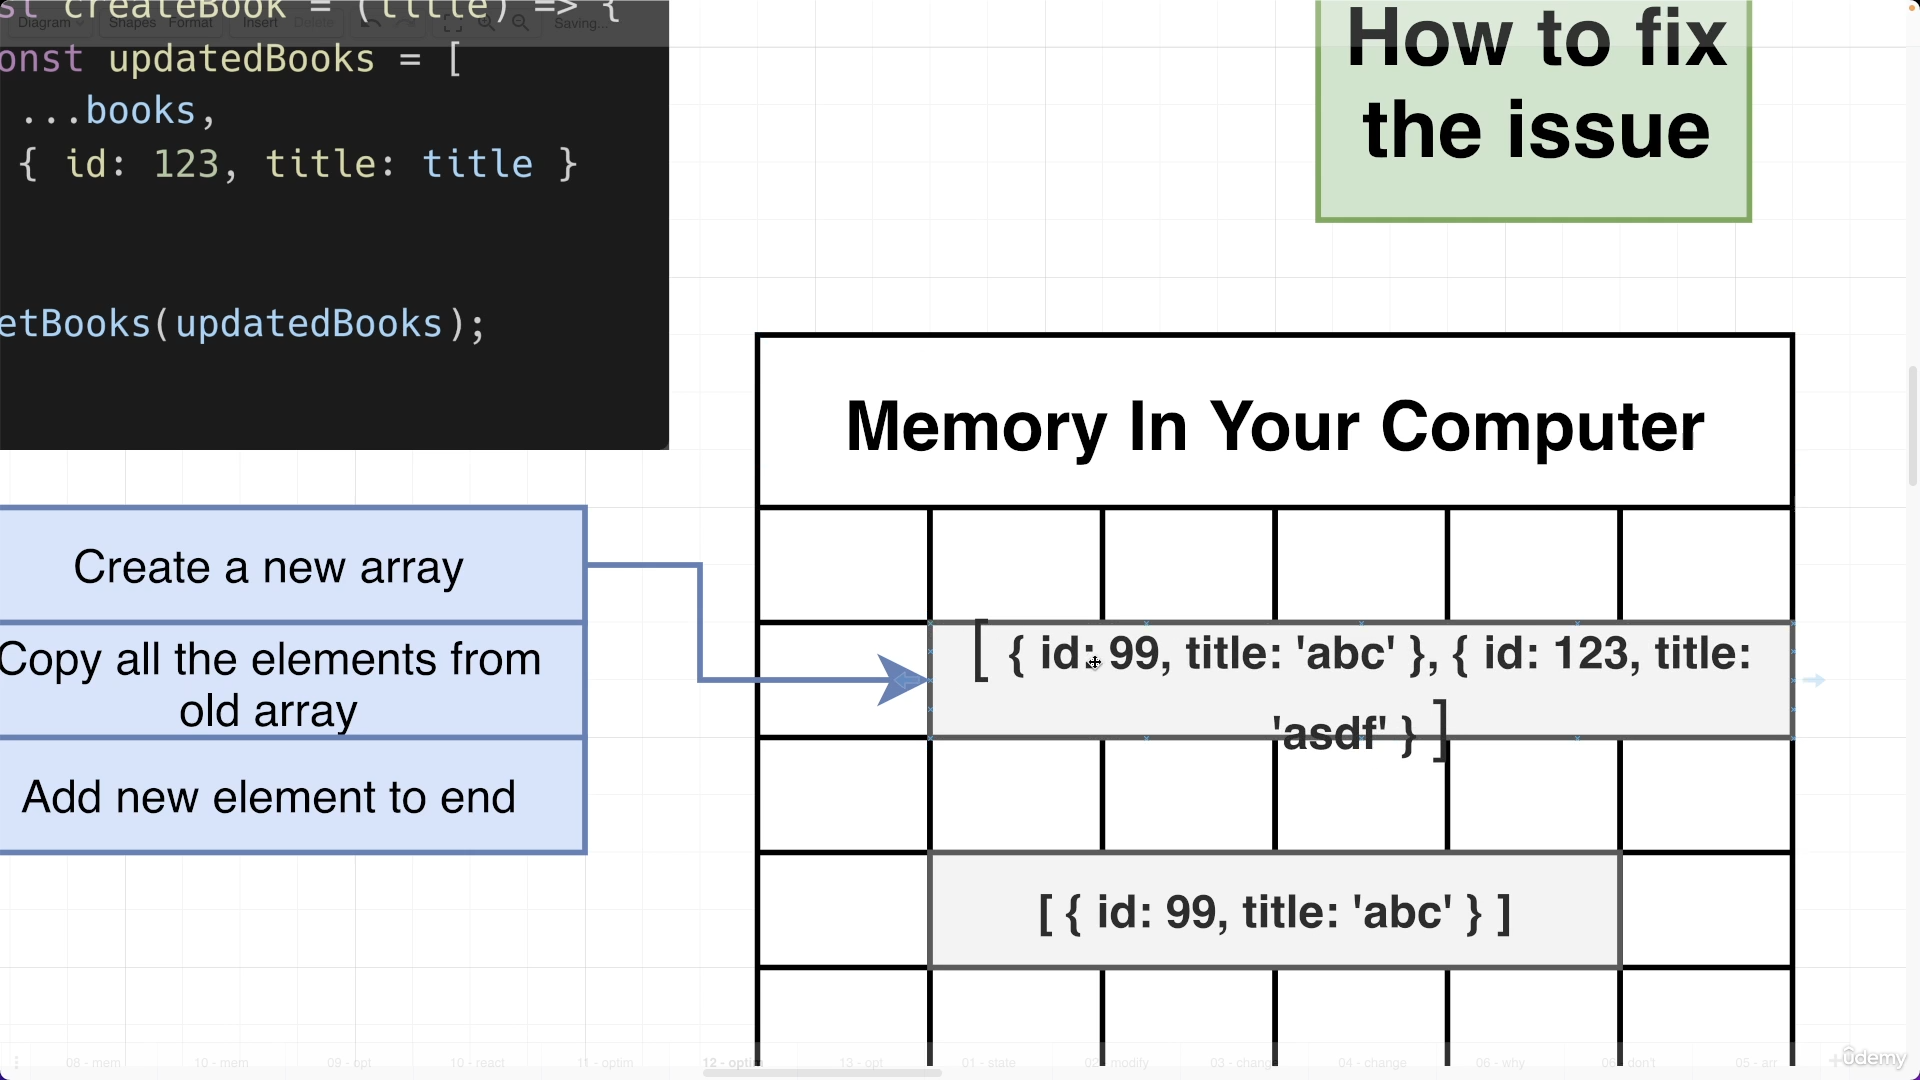 st createBook = (title) => {
Diagram Shapes Format Insert Delete Saving...
onst updatedBooks = [
...books,
{ id: 123, title: title }
etBooks(updatedBooks);
How to fix
the issue
Memory In Your Computer
Create a new array
Copy all the elements from
old array
Add new element to end
[ { id: 99, title: 'abc' }, { id: 123, title:
'asdf' } ]
[ { id: 99, title: 'abc' } ]
08 - mem 10 - mem 09 - opt 10 - react 11 - optim 12 - optim 13 - opt 01 - state 02 - modify 03 - chang 04 - change 06 - why 06 - don't 05 - arr
ûdemy